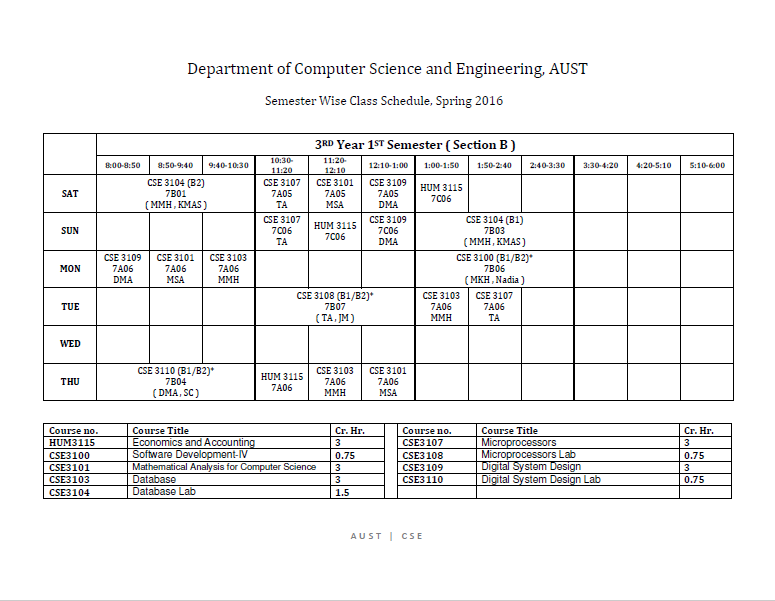 Department of Computer Science and Engineering, AUST
Semester Wise Class Schedule, Spring 2016
3RD Year 1ST Semester ( Section B )
8:00-8:50 8:50-9:40 9:40-10:30 10:30-11:20 11:20-12:10 12:10-1:00 1:00-1:50 1:50-2:40 2:40-3:30 3:30-4:20 4:20-5:10 5:10-6:00
SAT
CSE 3104 (B2)
7B01
( MMH , KMAS )
CSE 3107
7A05
TA
CSE 3101
7A05
MSA
CSE 3109
7A05
DMA
HUM 3115
7C06
SUN
CSE 3107
7C06
TA
HUM 3115
7C06
CSE 3109
7C06
DMA
CSE 3104 (B1)
7B03
( MMH, KMAS )
MON
CSE 3109
7A06
DMA
CSE 3101
7A06
MSA
CSE 3103
7A06
MMH
CSE 3100 (B1/B2)*
7B06
( MKH , Nadia )
TUE
CSE 3108 (B1/B2)*
7B07
( TA , JM )
CSE 3103
7A06
MMH
CSE 3107
7A06
TA
WED
THU
CSE 3110 (B1/B2)*
7B04
( DMA , SC )
HUM 3115
7A06
CSE 3103
7A06
MMH
CSE 3101
7A06
MSA
Course no. Course Title Cr. Hr.
HUM3115 Economics and Accounting 3
CSE3100 Software Development-IV 0.75
CSE3101 Mathematical Analysis for Computer Science 3
CSE3103 Database 3
CSE3104 Database Lab 1.5
Course no. Course Title Cr. Hr.
CSE3107 Microprocessors 3
CSE3108 Microprocessors Lab 0.75
CSE3109 Digital System Design 3
CSE3110 Digital System Design Lab 0.75
AUST | CSE